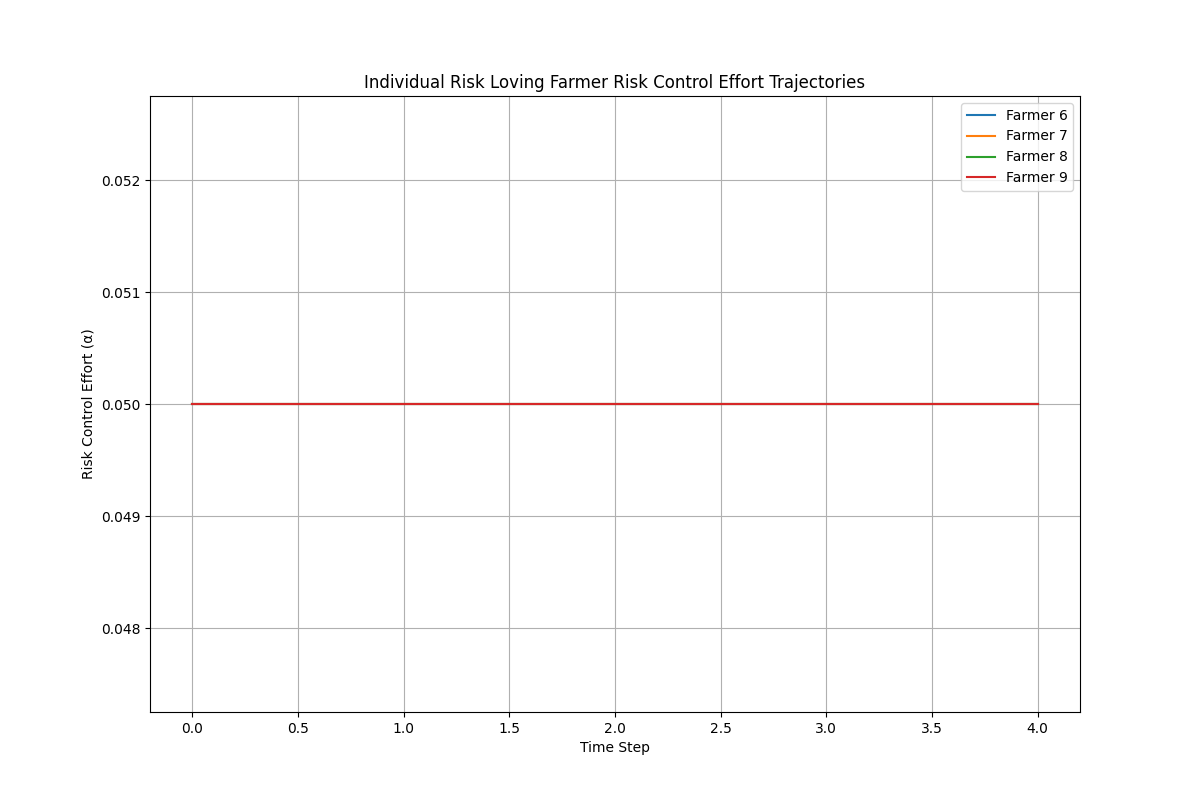 Individual Risk Loving Farmer Risk Control Effort Trajectories
Farmer 6
Farmer 7
Farmer 8
Farmer 9
Risk Control Effort (α)
0.052
0.051
0.050
0.049
0.048
0.0 0.5 1.0 1.5 2.0 2.5 3.0 3.5 4.0
Time Step